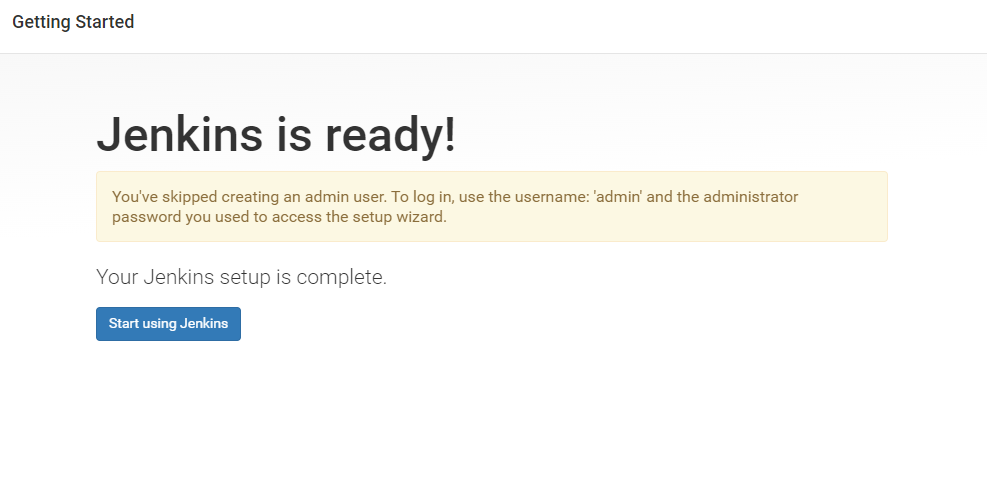 Getting Started
Jenkins is ready!
You've skipped creating an admin user. To log in, use the username: 'admin' and the administrator
password you used to access the setup wizard.
Your Jenkins setup is complete.
Start using Jenkins